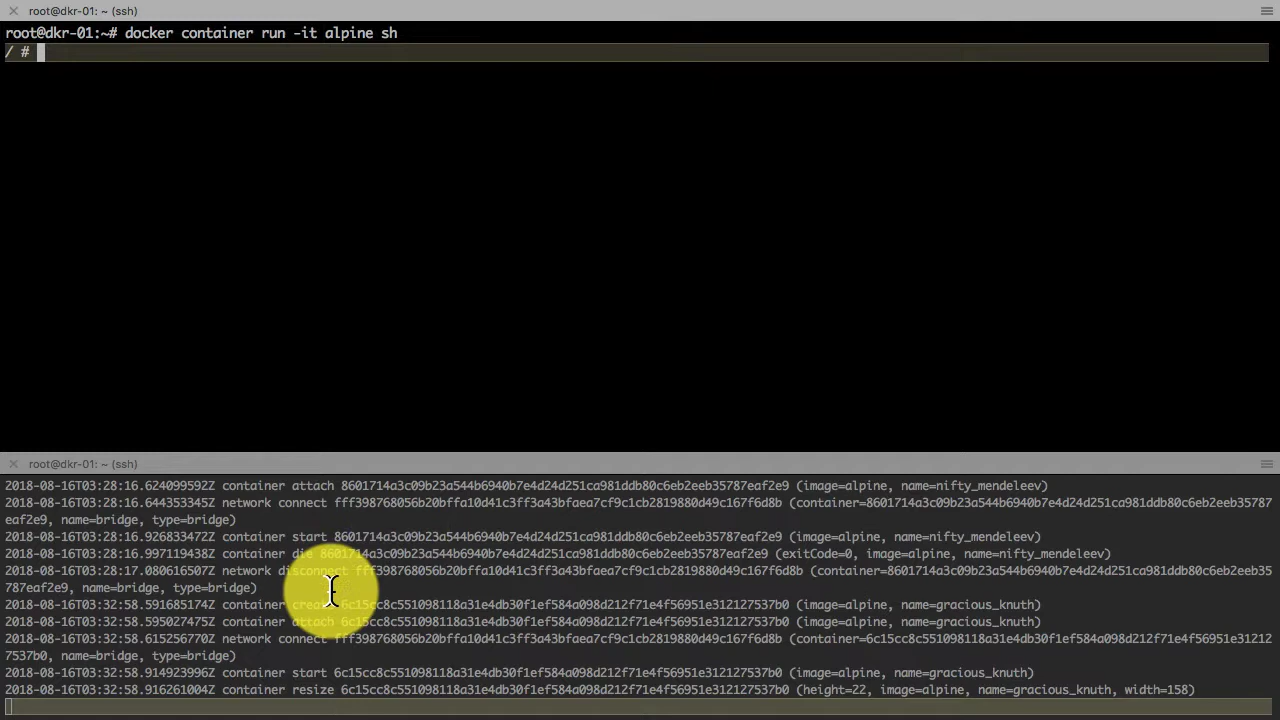 root@dkr-01: ~ (ssh)
root@dkr-01:~# docker container run -it alpine sh
/ #
root@dkr-01: ~ (ssh)
2018-08-16T03:28:16.624099592Z container attach 8601714a3c09b23a544b6940b7e4d24d251ca981ddb80c6eb2eeb35787eaf2e9 (image=alpine, name=nifty_mendeleev)
2018-08-16T03:28:16.644353345Z network connect fff398768056b20bffa10d41c3ff3a43bfaea7cf9c1cb2819880d49c167f6d8b (container=8601714a3c09b23a544b6940b7e4d24d251ca981ddb80c6eb2eeb35787
eaf2e9, name=bridge, type=bridge)
2018-08-16T03:28:16.926833472Z container start 8601714a3c09b23a544b6940b7e4d24d251ca981ddb80c6eb2eeb35787eaf2e9 (image=alpine, name=nifty_mendeleev)
2018-08-16T03:28:16.997119438Z container die 8601714a3c09b23a544b6940b7e4d24d251ca981ddb80c6eb2eeb35787eaf2e9 (exitCode=0, image=alpine, name=nifty_mendeleev)
2018-08-16T03:28:17.080616507Z network disconnect fff398768056b20bffa10d41c3ff3a43bfaea7cf9c1cb2819880d49c167f6d8b (container=8601714a3c09b23a544b6940b7e4d24d251ca981ddb80c6eb2eeb35
787eaf2e9, name=bridge, type=bridge)
2018-08-16T03:32:58.591685174Z container create 6c15cc8c551098118a31e4db30f1ef584a098d212f71e4f56951e312127537b0 (image=alpine, name=gracious_knuth)
2018-08-16T03:32:58.595027475Z container attach 6c15cc8c551098118a31e4db30f1ef584a098d212f71e4f56951e312127537b0 (image=alpine, name=gracious_knuth)
2018-08-16T03:32:58.615256770Z network connect fff398768056b20bffa10d41c3ff3a43bfaea7cf9c1cb2819880d49c167f6d8b (container=6c15cc8c551098118a31e4db30f1ef584a098d212f71e4f56951e31212
7537b0, name=bridge, type=bridge)
2018-08-16T03:32:58.914923996Z container start 6c15cc8c551098118a31e4db30f1ef584a098d212f71e4f56951e312127537b0 (image=alpine, name=gracious_knuth)
2018-08-16T03:32:58.916261004Z container resize 6c15cc8c551098118a31e4db30f1ef584a098d212f71e4f56951e312127537b0 (height=22, image=alpine, name=gracious_knuth, width=158)